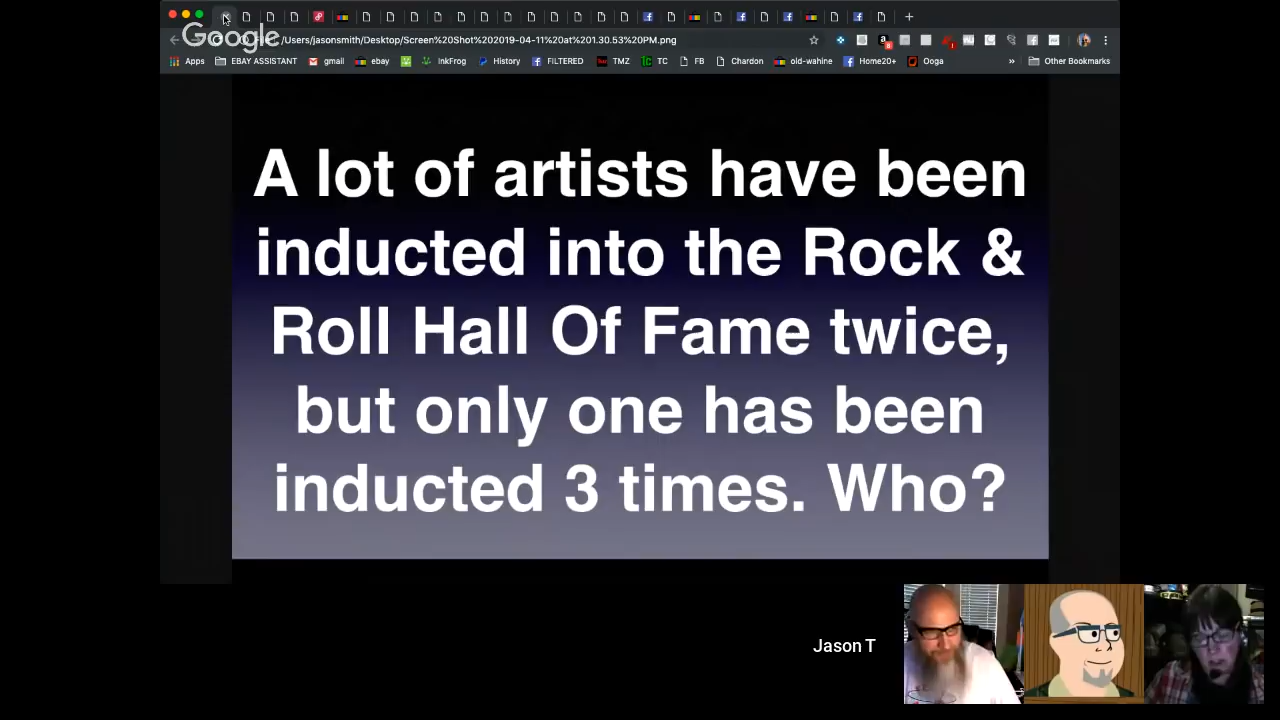 Google
/Users/jasonsmith/Desktop/Screen%20Shot%202019-04-11%20at%201.30.53%20PM.png
Apps EBAY ASSISTANT gmail ebay InkFrog History FILTERED TMZ TC FB Chardon old-wahine Home20+ Ooga » Other Bookmarks
A lot of artists have been
inducted into the Rock &
Roll Hall Of Fame twice,
but only one has been
inducted 3 times. Who?
Jason T